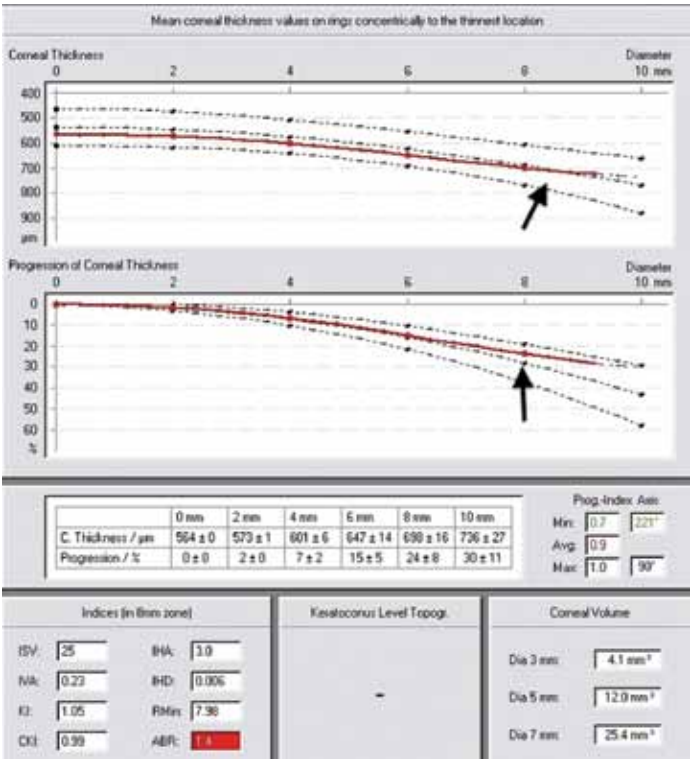 Mean corneal thickness values on rings concentrically to the thinnest location
Corneal Thickness Diameter
0 2 4 6 8 10 mm
400
500
600
700
800
900
µm
Progression of Corneal Thickness Diameter
0 2 4 6 8 10 mm
0
10
20
30
40
50
60
%
0 mm 2 mm 4 mm 6 mm 8 mm 10 mm
C. Thickness / µm 564 ± 0 573 ± 1 601 ± 6 647 ± 14 698 ± 16 736 ± 27
Progression / % 0 ± 0 2 ± 0 7 ± 2 15 ± 5 24 ± 8 30 ± 11
Prog.-Index Axis
Min: 0.7 221°
Avg: 0.9
Max: 1.0 90°
Indices (in 8mm zone)
ISV: 25 IHA: 3.0
IVA: 0.23 IHD: 0.006
KI: 1.05 RMin: 7.98
CKI: 0.99 ABR: 1.4
Keratoconus Level Topogr.
-
Corneal Volume
Dia 3 mm: 4.1 mm³
Dia 5 mm: 12.0 mm³
Dia 7 mm: 25.4 mm³